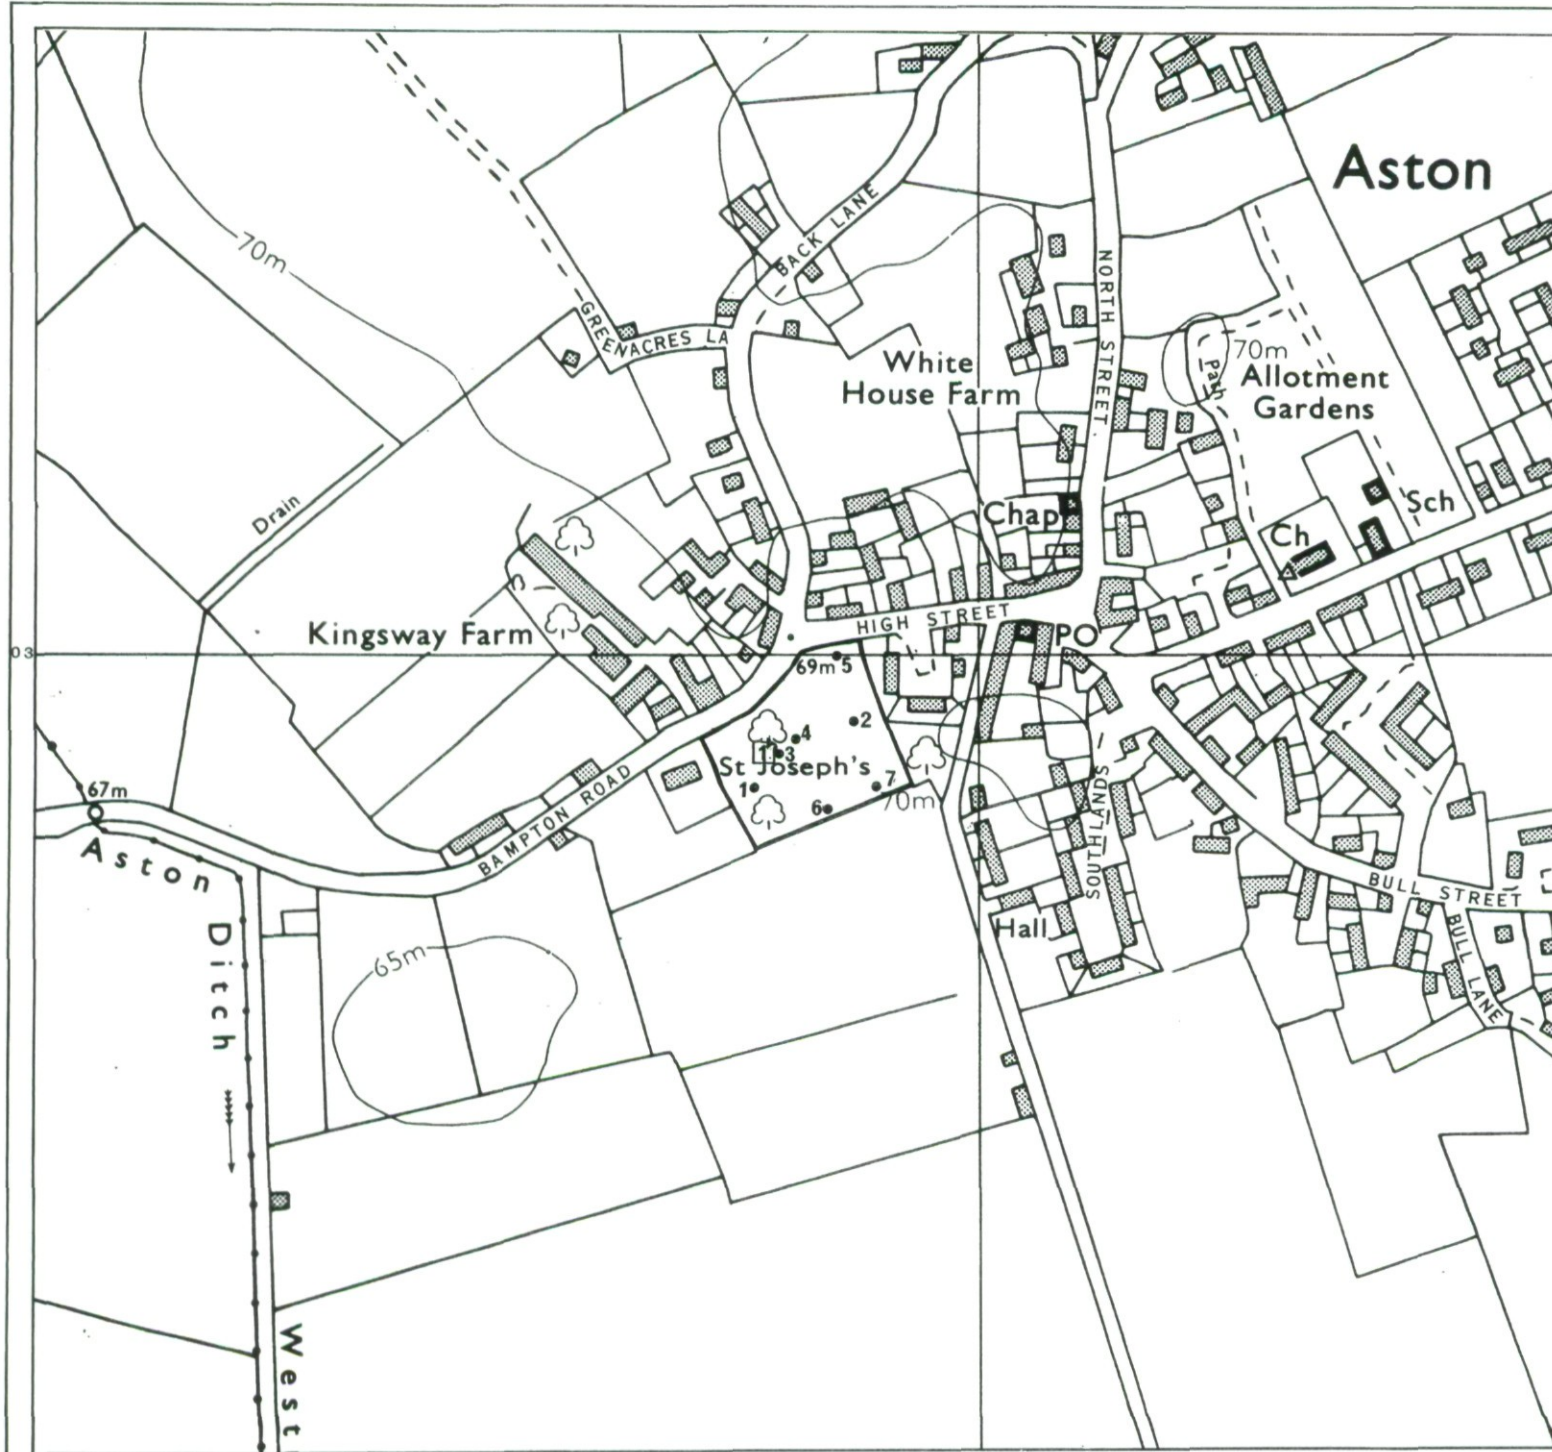 Aston
70m
BACK LANE
NORTH STREET
GREENACRES LA
White
House Farm
70m
Path
Allotment
Gardens
Drain
Chap
Sch
Ch
HIGH STREET
Kingsway Farm
PO
03
69m 5
2
4
3
St Joseph's
1
7
6
70m
67m
BAMPTON ROAD
SOUTHLANDS
Aston
Ditch
BULL STREET
BULL LANE
Hall
65m
West